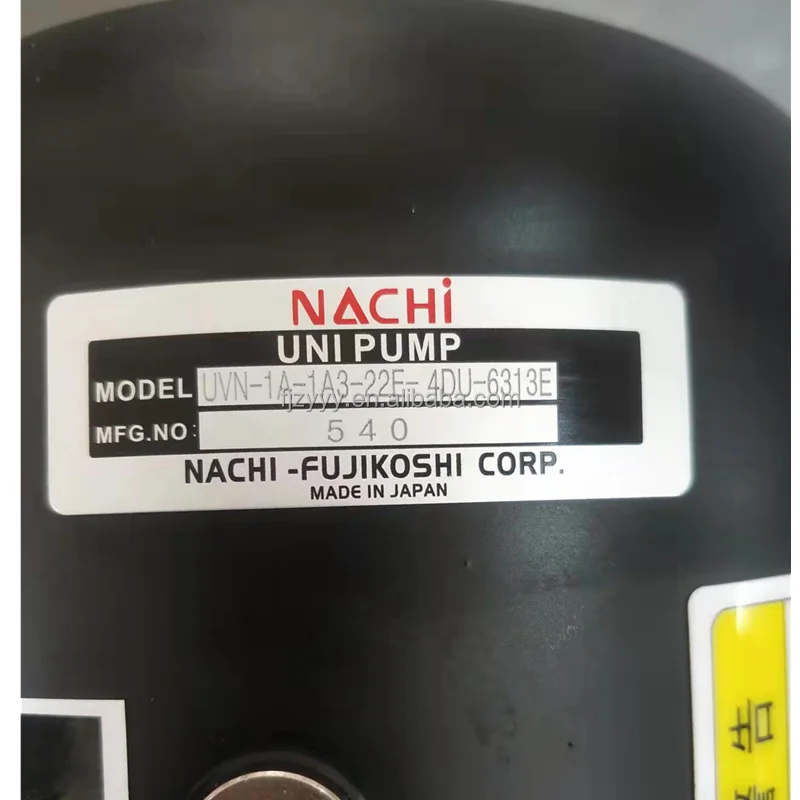 NACHi
UNI PUMP
MODEL UVN-1A-1A3-22E-4DU-6313E
fjzyyy.en.alibaba.com
MFG.NO: 540
NACHI -FUJIKOSHI CORP.
MADE IN JAPAN
告